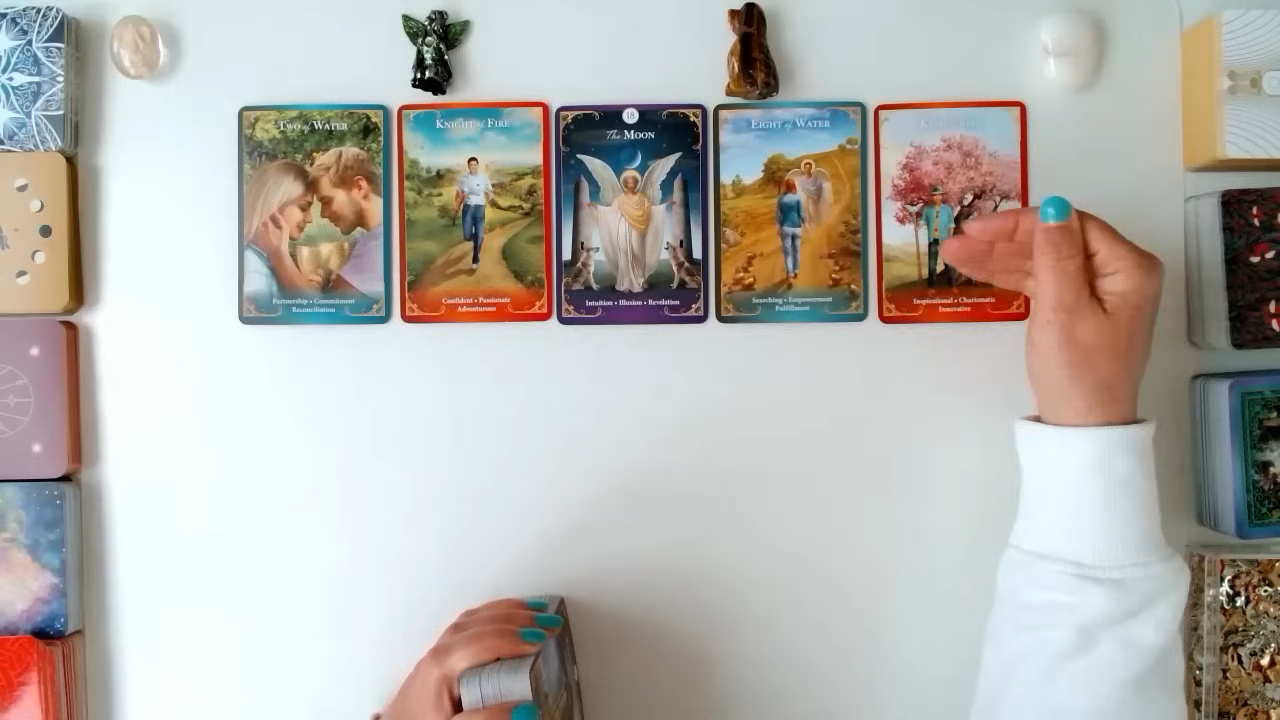 Two of Water
Partnership • Commitment
Reconciliation
Knight of Fire
Confident • Passionate
Adventurous
18
The Moon
Intuition • Illusion • Revelation
Eight of Water
Searching • Empowerment
Fulfillment
Inspirational • Charismatic
Innovative